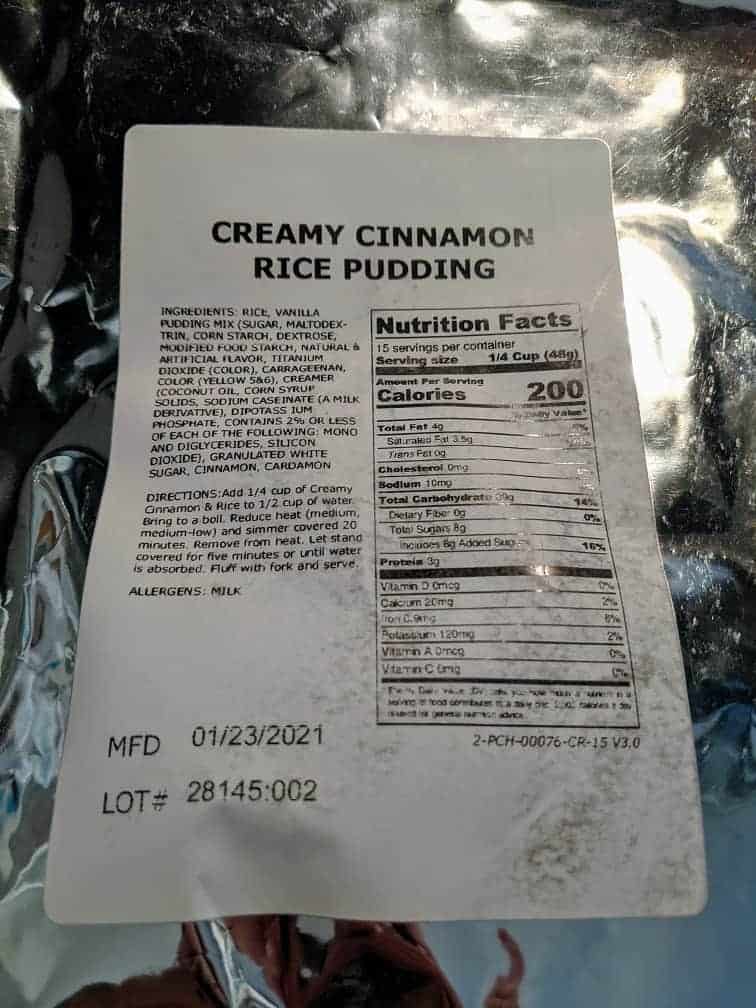 CREAMY CINNAMON
RICE PUDDING
INGREDIENTS: RICE, VANILLA
PUDDING MIX (SUGAR, MALTODEX-
TRIN, CORN STARCH, DEXTROSE,
MODIFIED FOOD STARCH, NATURAL &
ARTIFICIAL FLAVOR, TITANIUM
DIOXIDE (COLOR), CARRAGEENAN,
COLOR (YELLOW 5&6), CREAMER
(COCONUT OIL, CORN SYRUP
SOLIDS, SODIUM CASEINATE (A MILK
DERIVATIVE), DIPOTASS IUM
PHOSPHATE, CONTAINS 2% OR LESS
OF EACH OF THE FOLLOWING: MONO
AND DIGLYCERIDES, SILICON
DIOXIDE), GRANULATED WHITE
SUGAR, CINNAMON, CARDAMON
DIRECTIONS:Add 1/4 cup of Creamy
Cinnamon & Rice to 1/2 cup of water.
Bring to a boil. Reduce heat (medium,
medium-low) and simmer covered 20
minutes. Remove from heat. Let stand
covered for five minutes or until water
is absorbed. Fluff with fork and serve.
ALLERGENS: MILK
Nutrition Facts
15 servings per container
Serving size 1/4 Cup (48g)
Amount Per Serving
Calories 200
Daily Value*
Total Fat 4g
Saturated Fat 3.5g
Trans Fat 0g
Cholesterol 0mg
Sodium 10mg
Total Carbohydrate 39g 14%
Dietary Fiber 0g 0%
Total Sugars 8g
Includes 8g Added Sugars 16%
Protein 3g
Vitamin D 0mcg 0%
Calcium 20mg 2%
Iron 0.9mg 6%
Potassium 120mg 2%
Vitamin A 0mcg 0%
Vitamin C 0mg 0%
2-PCH-00076-CR-15 V3.0
MFD 01/23/2021
LOT# 28145:002